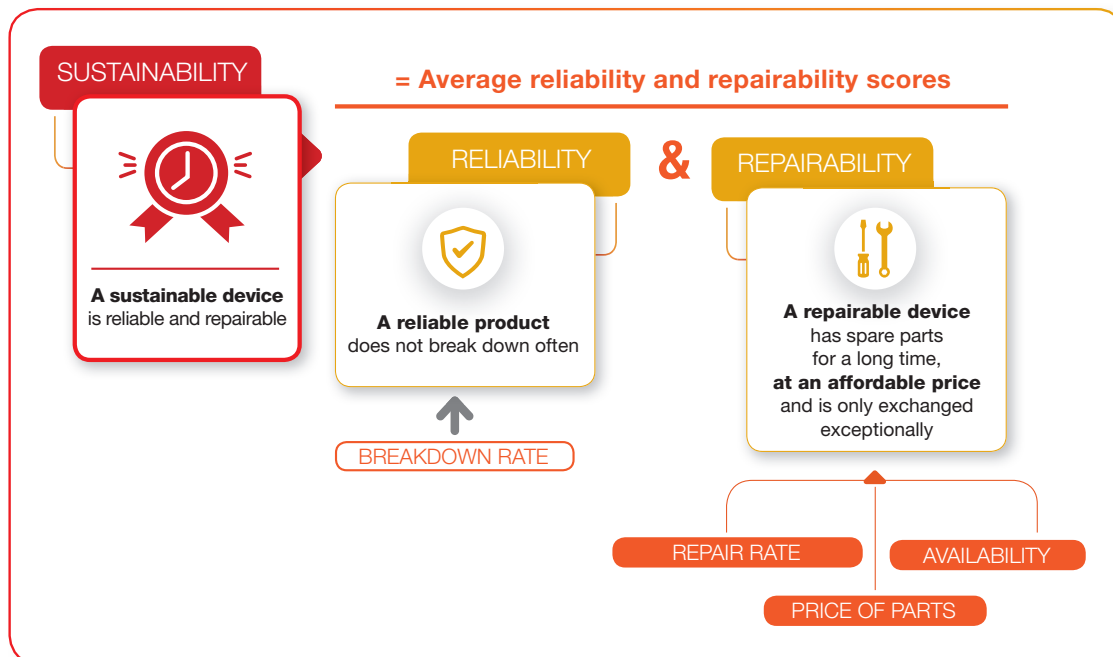 SUSTAINABILITY
= Average reliability and repairability scores
A sustainable device
is reliable and repairable
RELIABILITY
&
REPAIRABILITY
A reliable product
does not break down often
BREAKDOWN RATE
A repairable device
has spare parts
for a long time,
at an affordable price
and is only exchanged
exceptionally
REPAIR RATE
AVAILABILITY
PRICE OF PARTS